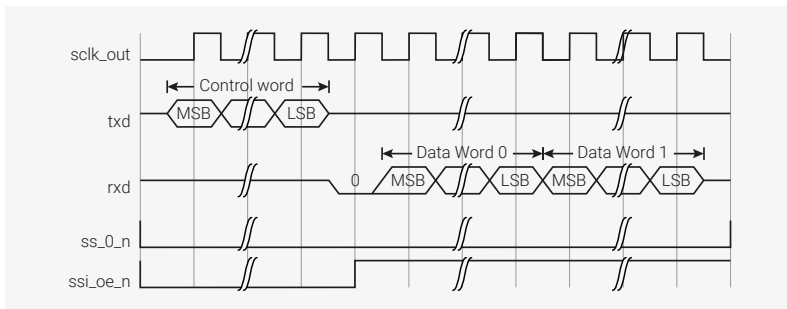 sclk_out
Control word
txd
MSB
LSB
Data Word 0
Data Word 1
rxd
0
MSB
LSB
MSB
LSB
ss_0_n
ssi_oe_n